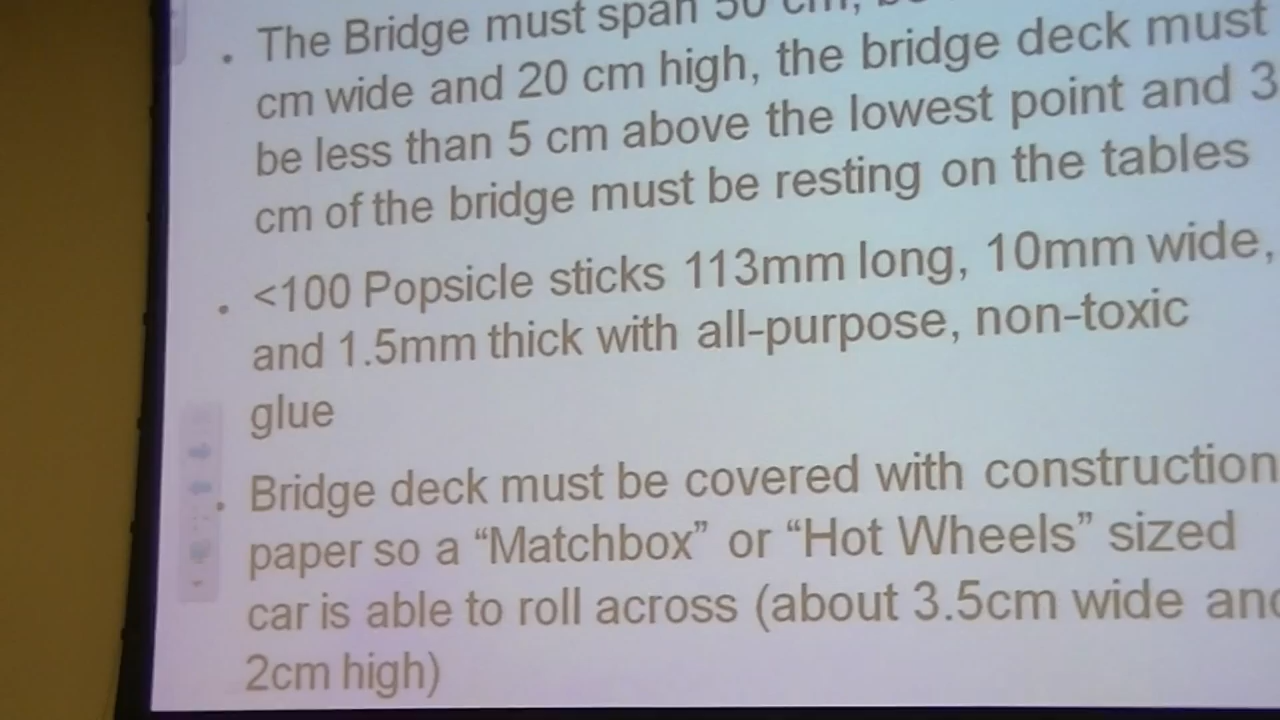 • The Bridge must span 50 cm,
cm wide and 20 cm high, the bridge deck must
be less than 5 cm above the lowest point and 3
cm of the bridge must be resting on the tables
• <100 Popsicle sticks 113mm long, 10mm wide,
and 1.5mm thick with all-purpose, non-toxic
glue
• Bridge deck must be covered with construction
paper so a “Matchbox” or “Hot Wheels” sized
car is able to roll across (about 3.5cm wide and
2cm high)